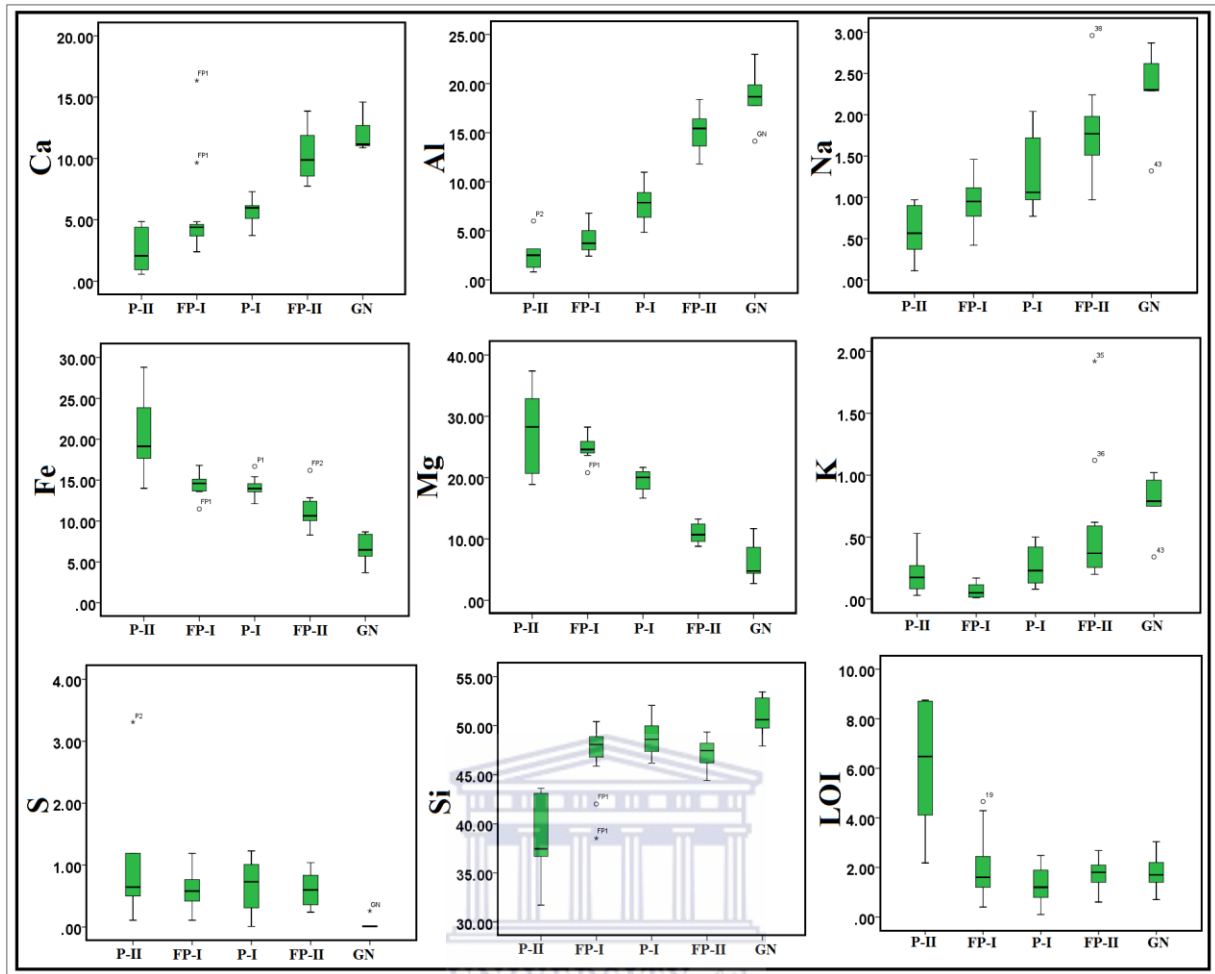 Ca
20.00
15.00
10.00
5.00
.00
FP1
FP1
P-II FP-I P-I FP-II GN
Al
25.00
20.00
15.00
10.00
5.00
.00
P2
GN
P-II FP-I P-I FP-II GN
Na
3.00
2.50
2.00
1.50
1.00
.50
.00
38
43
P-II FP-I P-I FP-II GN
Fe
30.00
25.00
20.00
15.00
10.00
5.00
.00
FP1
P1
FP2
P-II FP-I P-I FP-II GN
Mg
40.00
30.00
20.00
10.00
.00
FP1
P-II FP-I P-I FP-II GN
K
2.00
1.50
1.00
.50
.00
35
36
43
P-II FP-I P-I FP-II GN
S
4.00
3.00
2.00
1.00
.00
P2
GN
P-II FP-I P-I FP-II GN
Si
55.00
50.00
45.00
40.00
35.00
30.00
FP1
FP1
P-II FP-I P-I FP-II GN
LOI
10.00
8.00
6.00
4.00
2.00
.00
19
P-II FP-I P-I FP-II GN